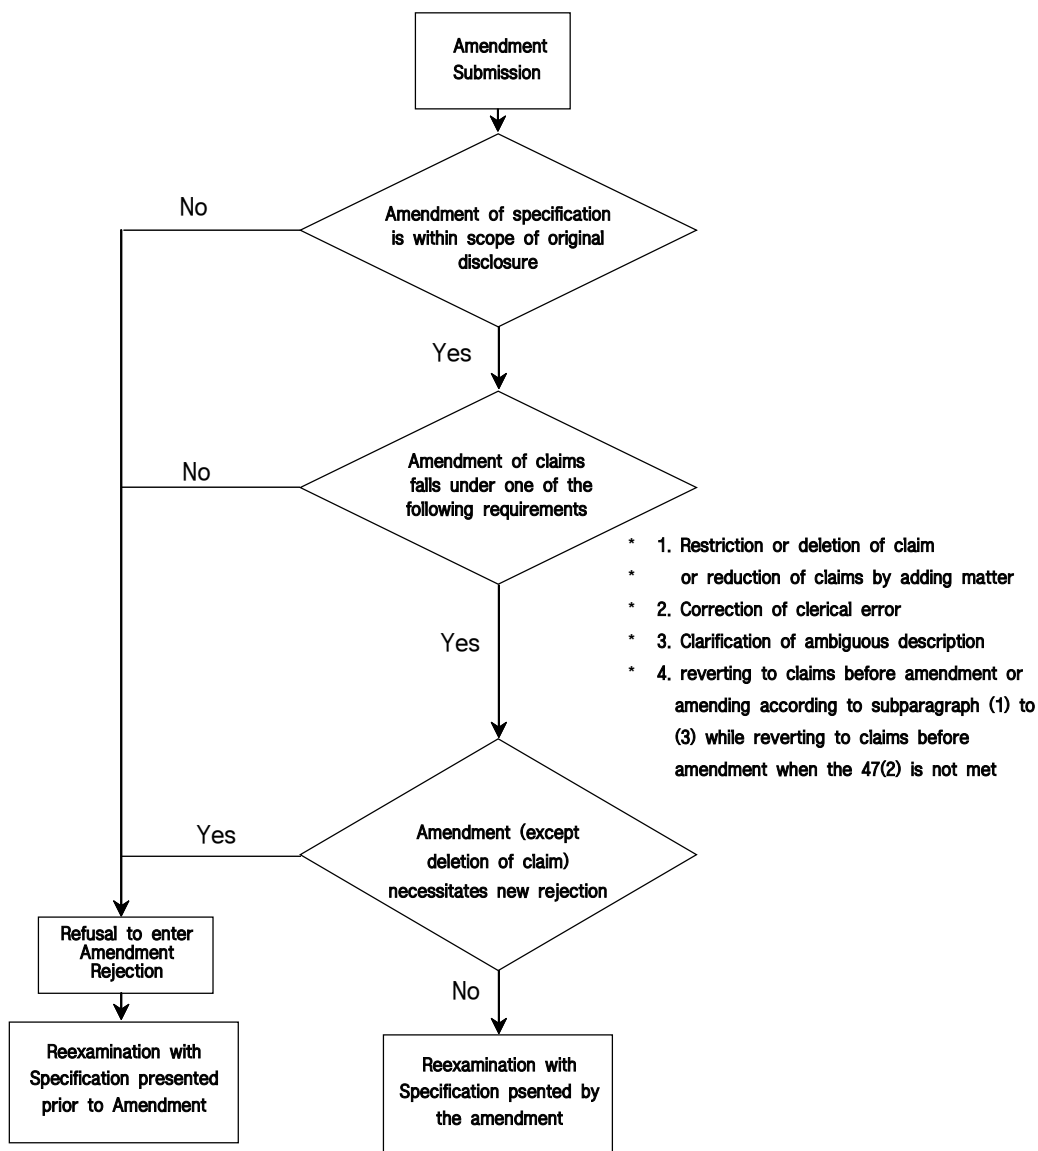 Amendment
Submission
No
Amendment of specification
is within scope of original
disclosure
Yes
No
Amendment of claims
falls under one of the
following requirements
* 1. Restriction or deletion of claim
* or reduction of claims by adding matter
* 2. Correction of clerical error
* 3. Clarification of ambiguous description
* 4. reverting to claims before amendment or
amending according to subparagraph (1) to
(3) while reverting to claims before
amendment when the 47(2) is not met
Yes
Yes
Amendment (except
deletion of claim)
necessitates new rejection
Refusal to enter
Amendment
Rejection
No
Reexamination with
Specification presented
prior to Amendment
Reexamination with
Specification psented by
the amendment